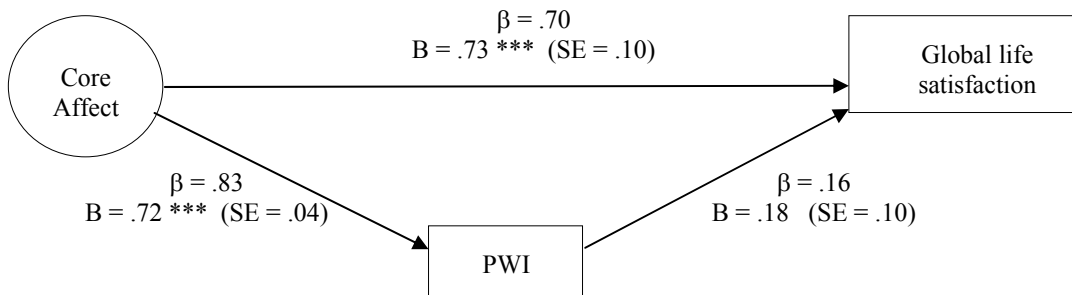 β = .70
B = .73 *** (SE = .10)
Global life
satisfaction
Core
Affect
β = .83
B = .72 *** (SE = .04)
β = .16
B = .18 (SE = .10)
PWI